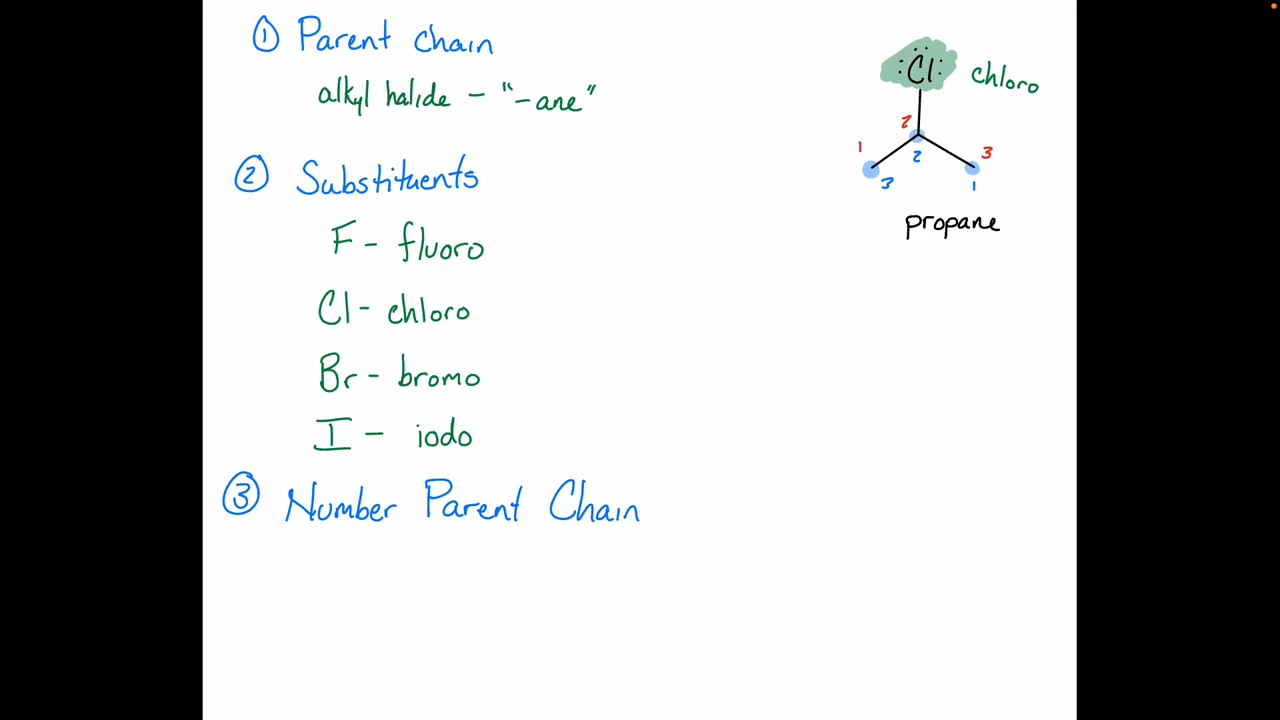 ① Parent chain
alkyl halide - "-ane"
② Substituents
F - fluoro
Cl - chloro
Br - bromo
I - iodo
③ Number Parent Chain
:Cl: chloro
2
1 2 3
3 1
propane